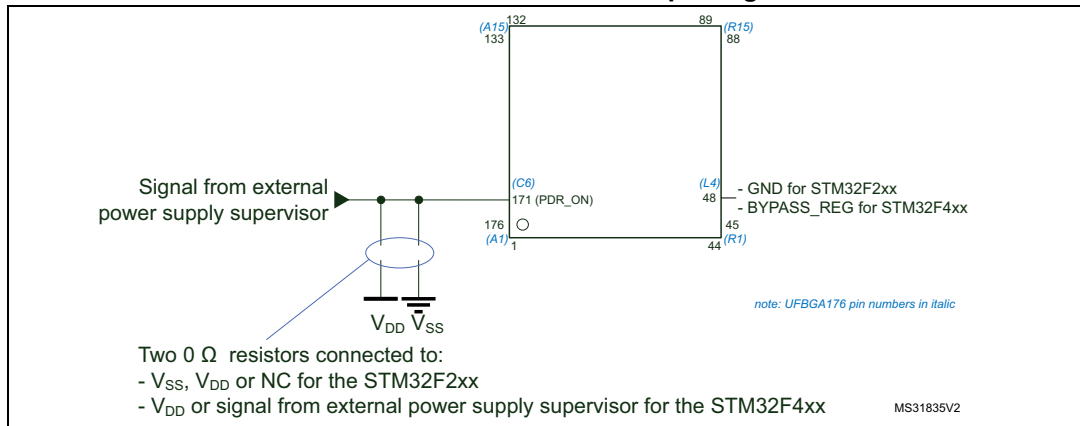 132
89
(A15)
(R15)
133
88
Signal from external
power supply supervisor
(C6)
171 (PDR_ON)
(L4)
48
- GND for STM32F2xx
- BYPASS_REG for STM32F4xx
176
45
(A1)
1
44
(R1)
note: UFBGA176 pin numbers in italic
VDD VSS
Two 0 Ω resistors connected to:
- VSS, VDD or NC for the STM32F2xx
- VDD or signal from external power supply supervisor for the STM32F4xx
MS31835V2